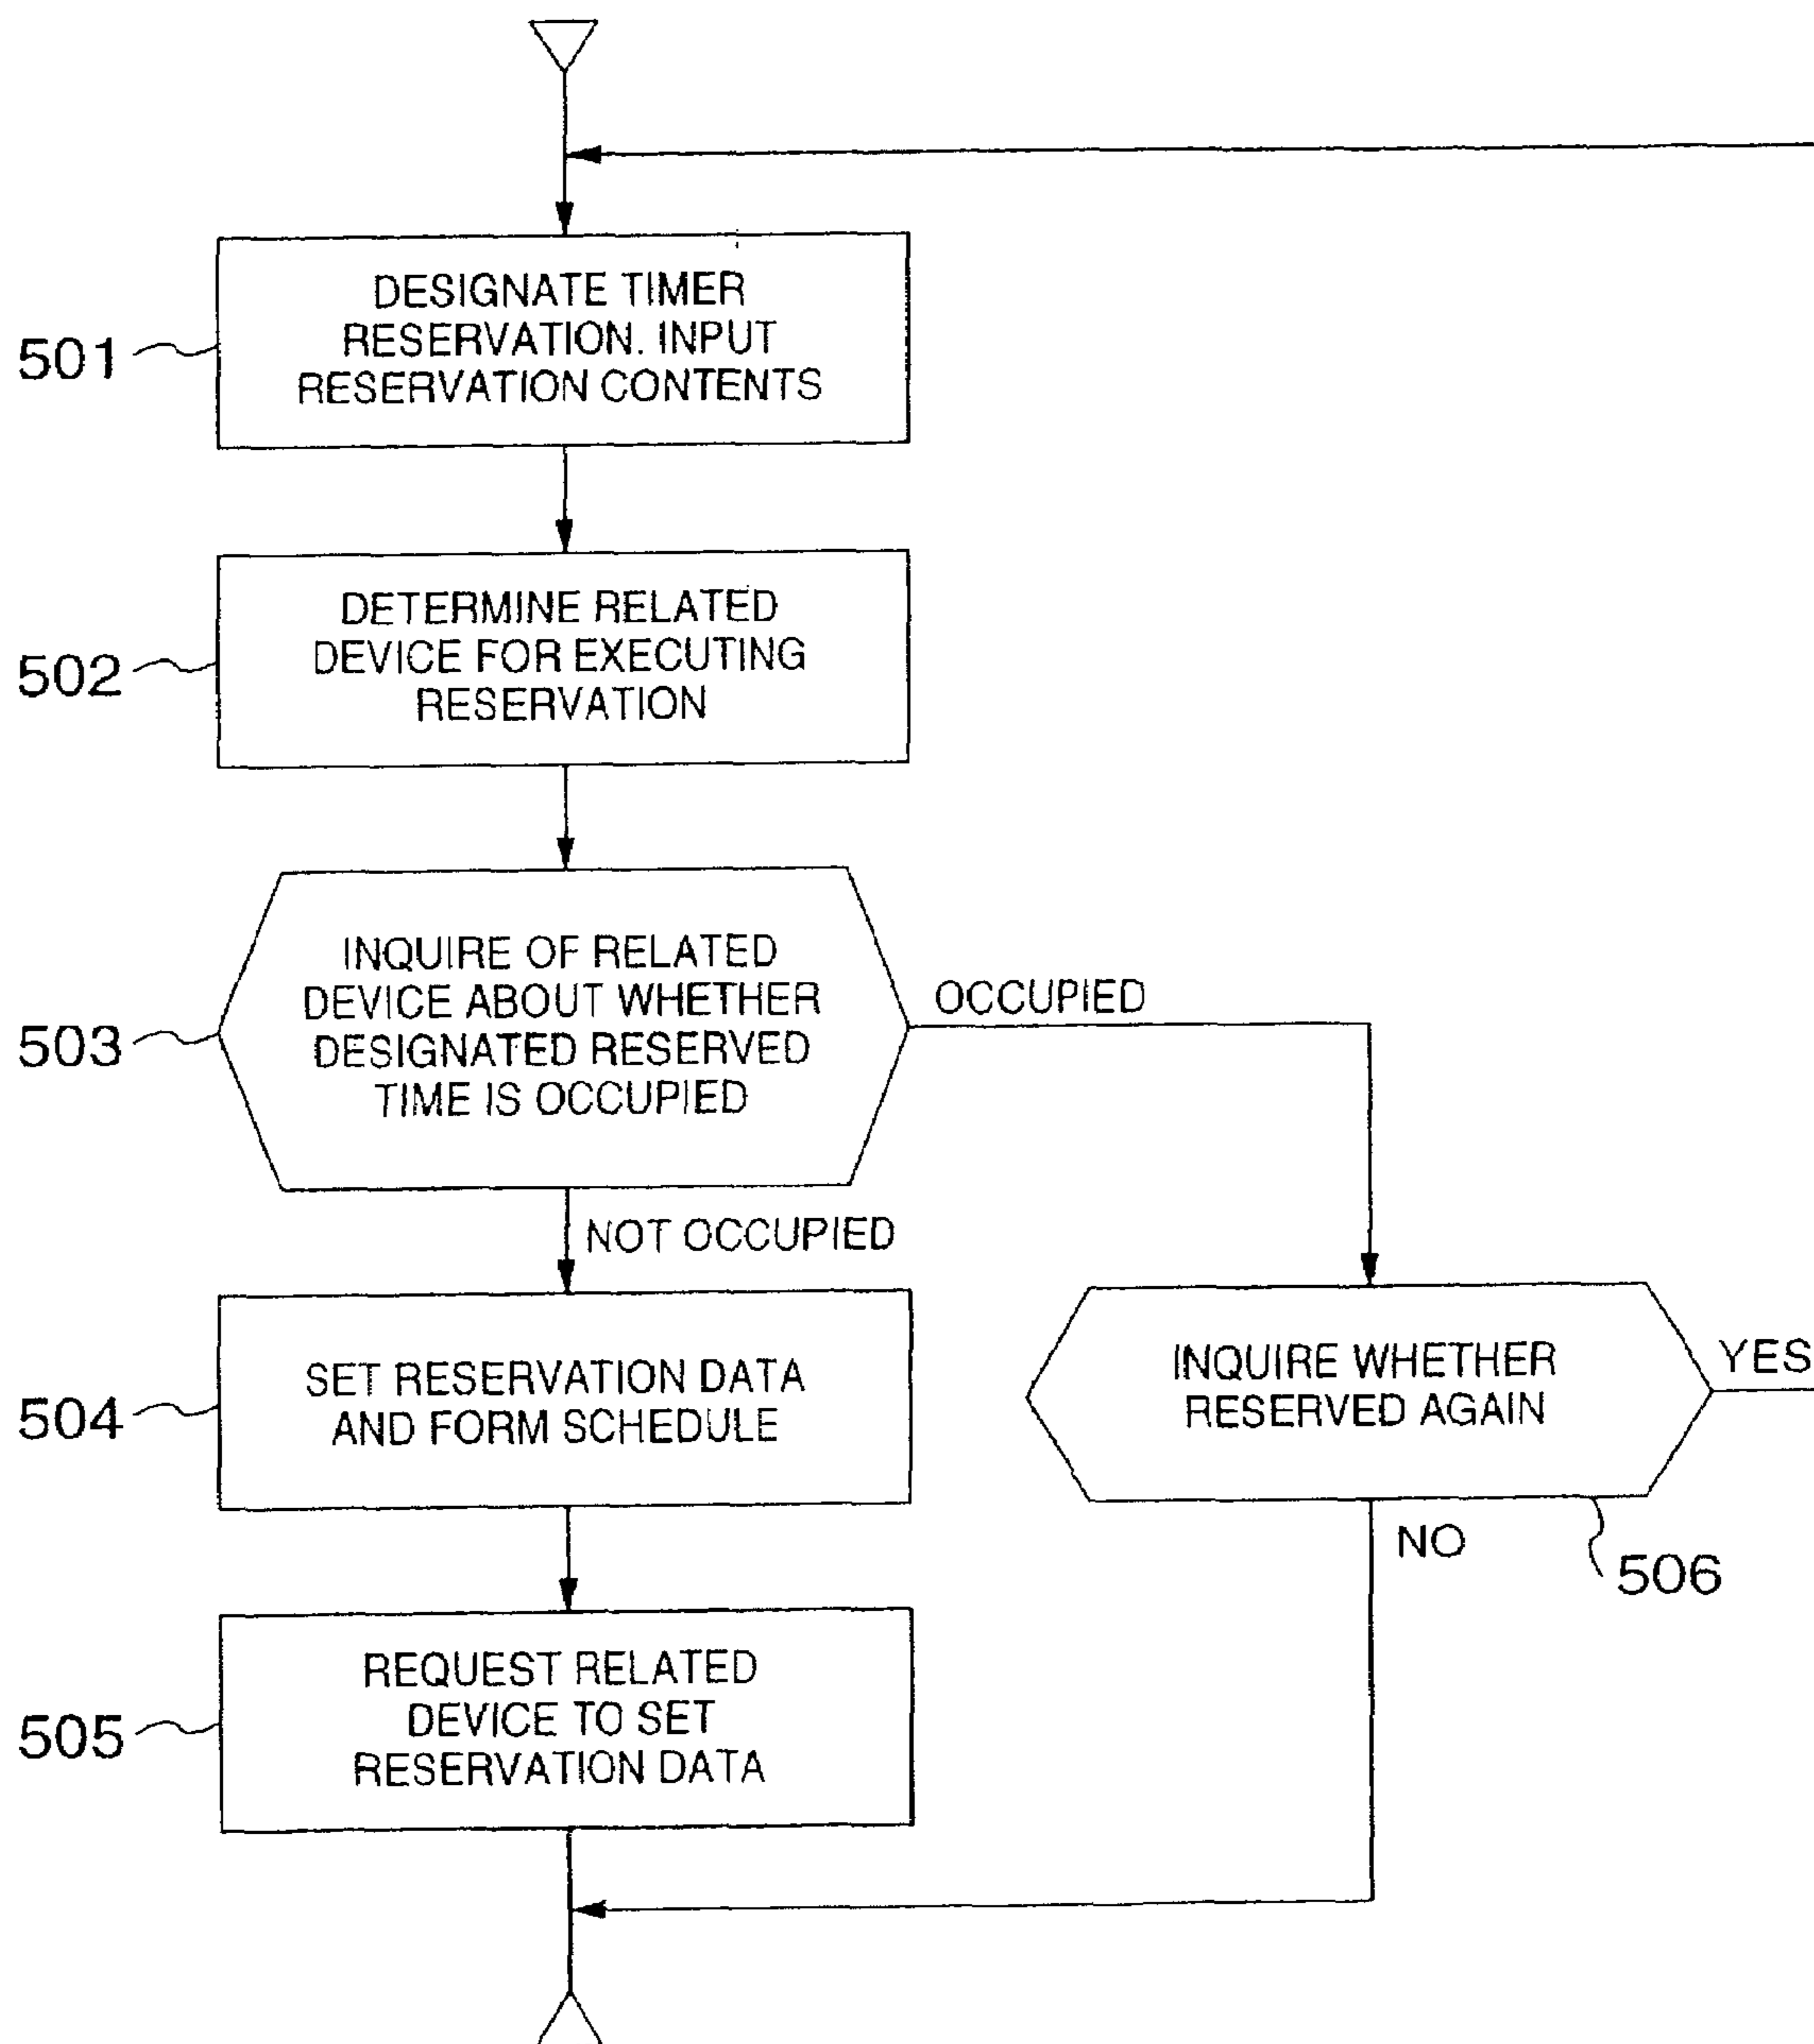 501
DESIGNATE TIMER
RESERVATION. INPUT
RESERVATION CONTENTS
502
DETERMINE RELATED
DEVICE FOR EXECUTING
RESERVATION
503
INQUIRE OF RELATED
DEVICE ABOUT WHETHER
DESIGNATED RESERVED
TIME IS OCCUPIED
OCCUPIED
NOT OCCUPIED
504
SET RESERVATION DATA
AND FORM SCHEDULE
INQUIRE WHETHER
RESERVED AGAIN
YES
NO
506
505
REQUEST RELATED
DEVICE TO SET
RESERVATION DATA